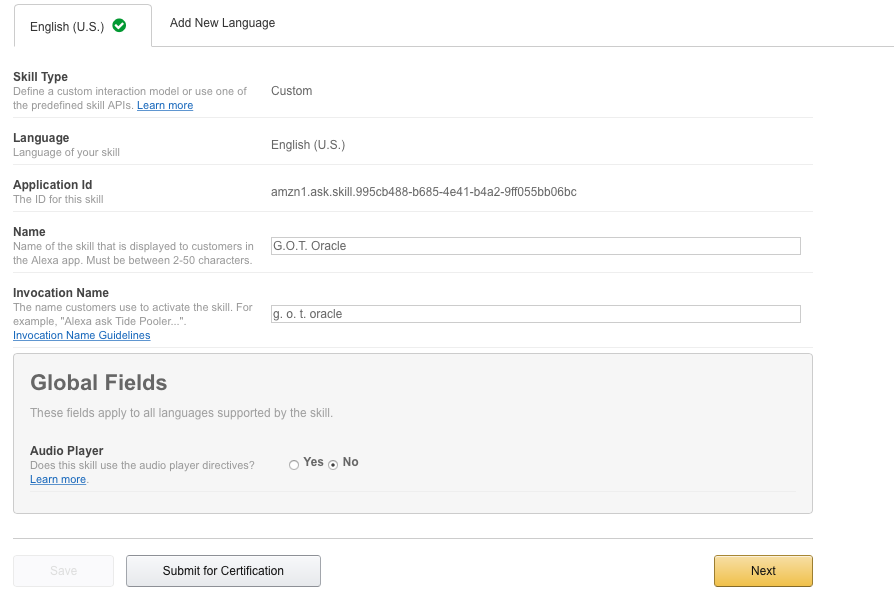 English (U.S.)
Add New Language
Skill Type
Define a custom interaction model or use one of
the predefined skill APIs. Learn more
Custom
Language
Language of your skill
English (U.S.)
Application Id
The ID for this skill
amzn1.ask.skill.995cb488-b685-4e41-b4a2-9ff055bb06bc
Name
Name of the skill that is displayed to customers in
the Alexa app. Must be between 2-50 characters.
G.O.T. Oracle
Invocation Name
The name customers use to activate the skill. For
example, "Alexa ask Tide Pooler...".
Invocation Name Guidelines
g. o. t. oracle
Global Fields
These fields apply to all languages supported by the skill.
Audio Player
Does this skill use the audio player directives?
Learn more.
Yes No
Save
Submit for Certification
Next